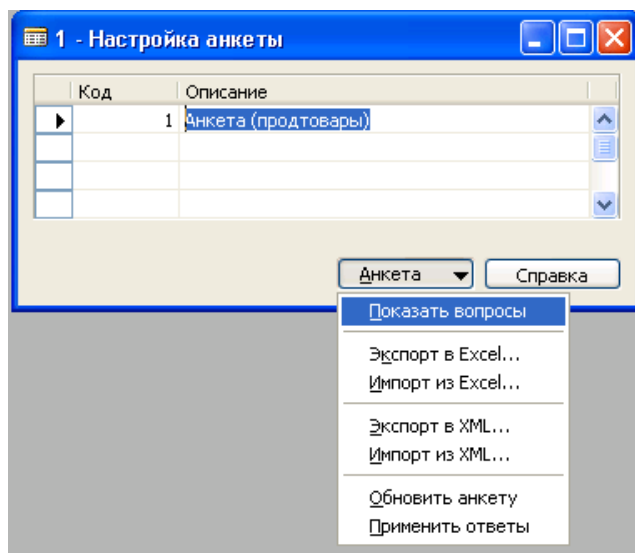 1 - Настройка анкеты
Код Описание
1 Анкета (продтовары)
Анкета Справка
Показать вопросы
Экспорт в Excel...
Импорт из Excel...
Экспорт в XML...
Импорт из XML...
Обновить анкету
Применить ответы